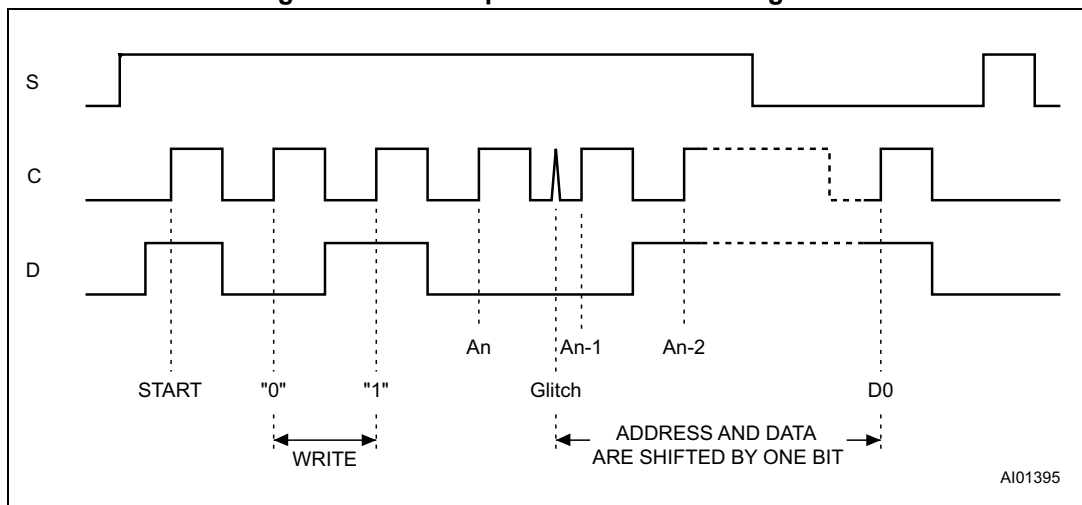 S
C
D
An An-1 An-2
START "0" "1" Glitch D0
WRITE
ADDRESS AND DATA
ARE SHIFTED BY ONE BIT
AI01395